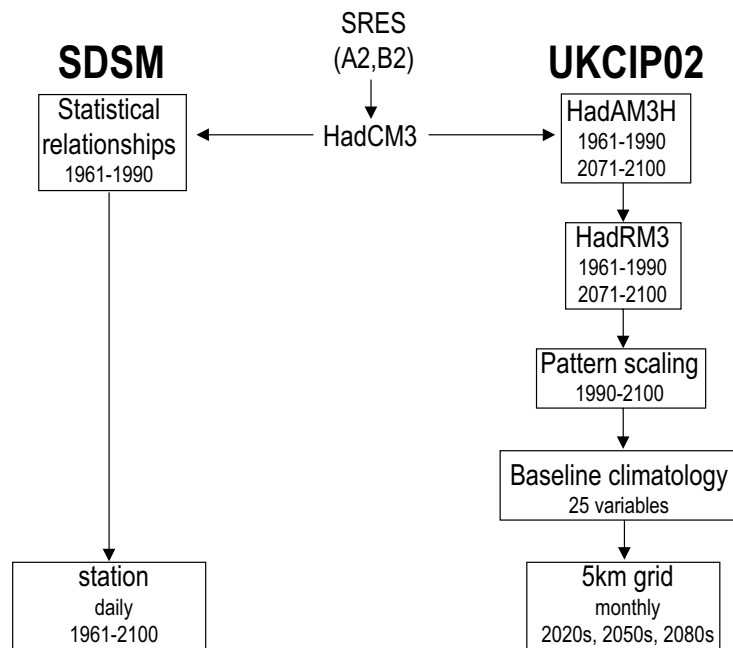 SRES
(A2,B2)
SDSM
UKCIP02
Statistical
relationships
1961-1990
HadCM3
HadAM3H
1961-1990
2071-2100
HadRM3
1961-1990
2071-2100
Pattern scaling
1990-2100
Baseline climatology
25 variables
station
daily
1961-2100
5km grid
monthly
2020s, 2050s, 2080s